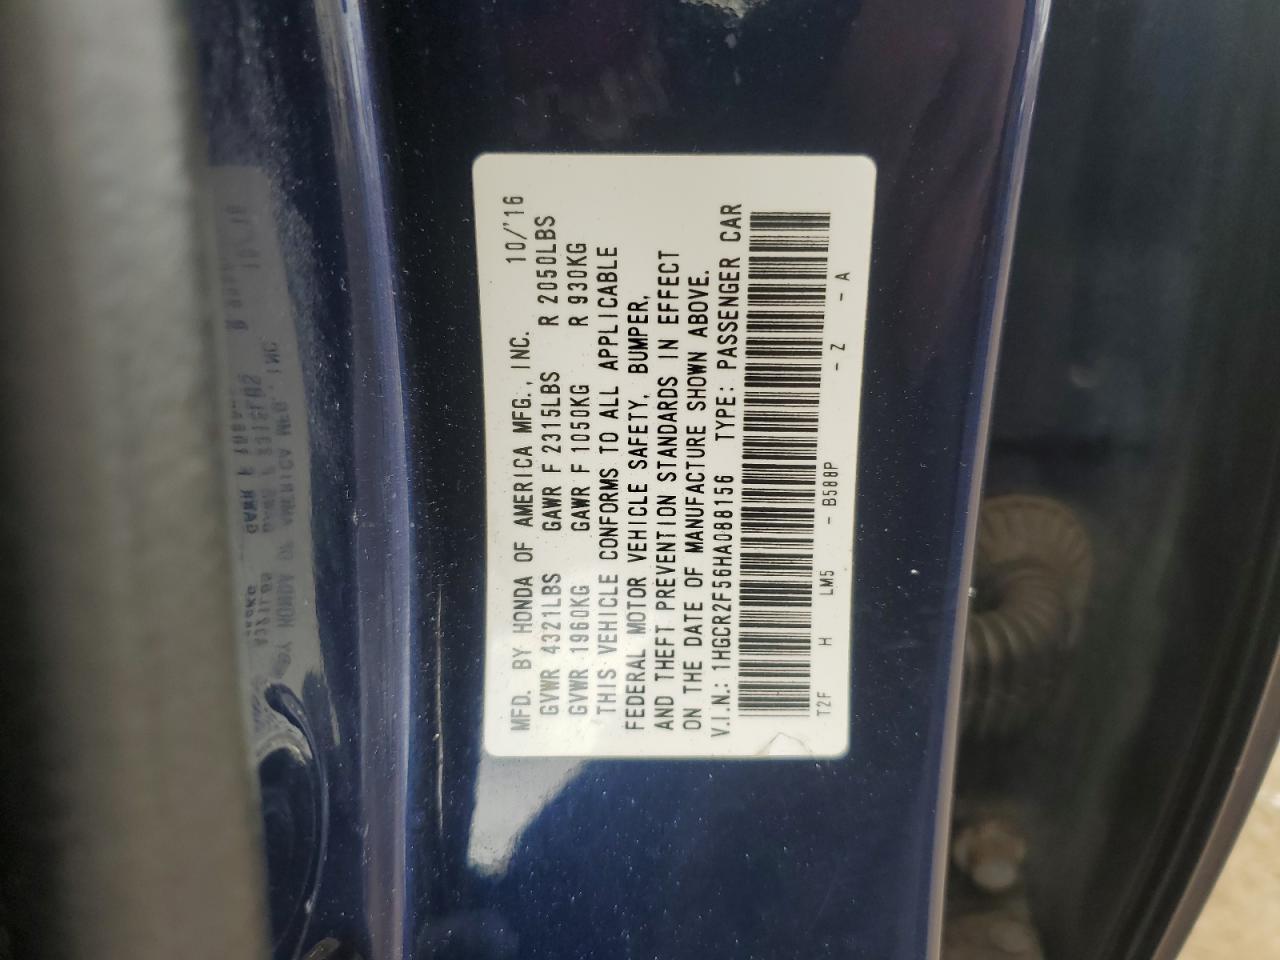 MFD. BY HONDA OF AMERICA MFG., INC. 10/'16
GVWR 4321LBS GAWR F 2315LBS R 2050LBS
GVWR 1960KG GAWR F 1050KG R 930KG
THIS VEHICLE CONFORMS TO ALL APPLICABLE
FEDERAL MOTOR VEHICLE SAFETY, BUMPER,
AND THEFT PREVENTION STANDARDS IN EFFECT
ON THE DATE OF MANUFACTURE SHOWN ABOVE.
V.I.N.: 1HGCR2F56HA088156 TYPE: PASSENGER CAR
T2F H LM5 - B588P - Z - A